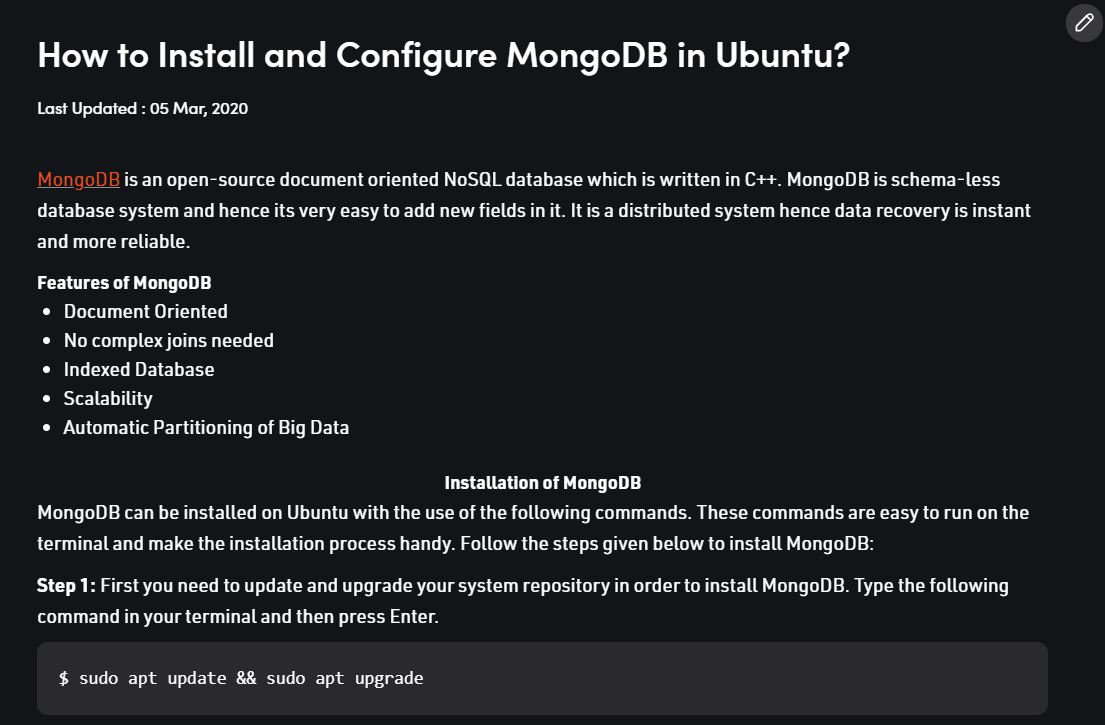 How to Install and Configure MongoDB in Ubuntu?
Last Updated : 05 Mar, 2020
MongoDB is an open-source document oriented NoSQL database which is written in C++. MongoDB is schema-less
database system and hence its very easy to add new fields in it. It is a distributed system hence data recovery is instant
and more reliable.
Features of MongoDB
• Document Oriented
• No complex joins needed
• Indexed Database
• Scalability
• Automatic Partitioning of Big Data
Installation of MongoDB
MongoDB can be installed on Ubuntu with the use of the following commands. These commands are easy to run on the
terminal and make the installation process handy. Follow the steps given below to install MongoDB:
Step 1: First you need to update and upgrade your system repository in order to install MongoDB. Type the following
command in your terminal and then press Enter.
$ sudo apt update && sudo apt upgrade